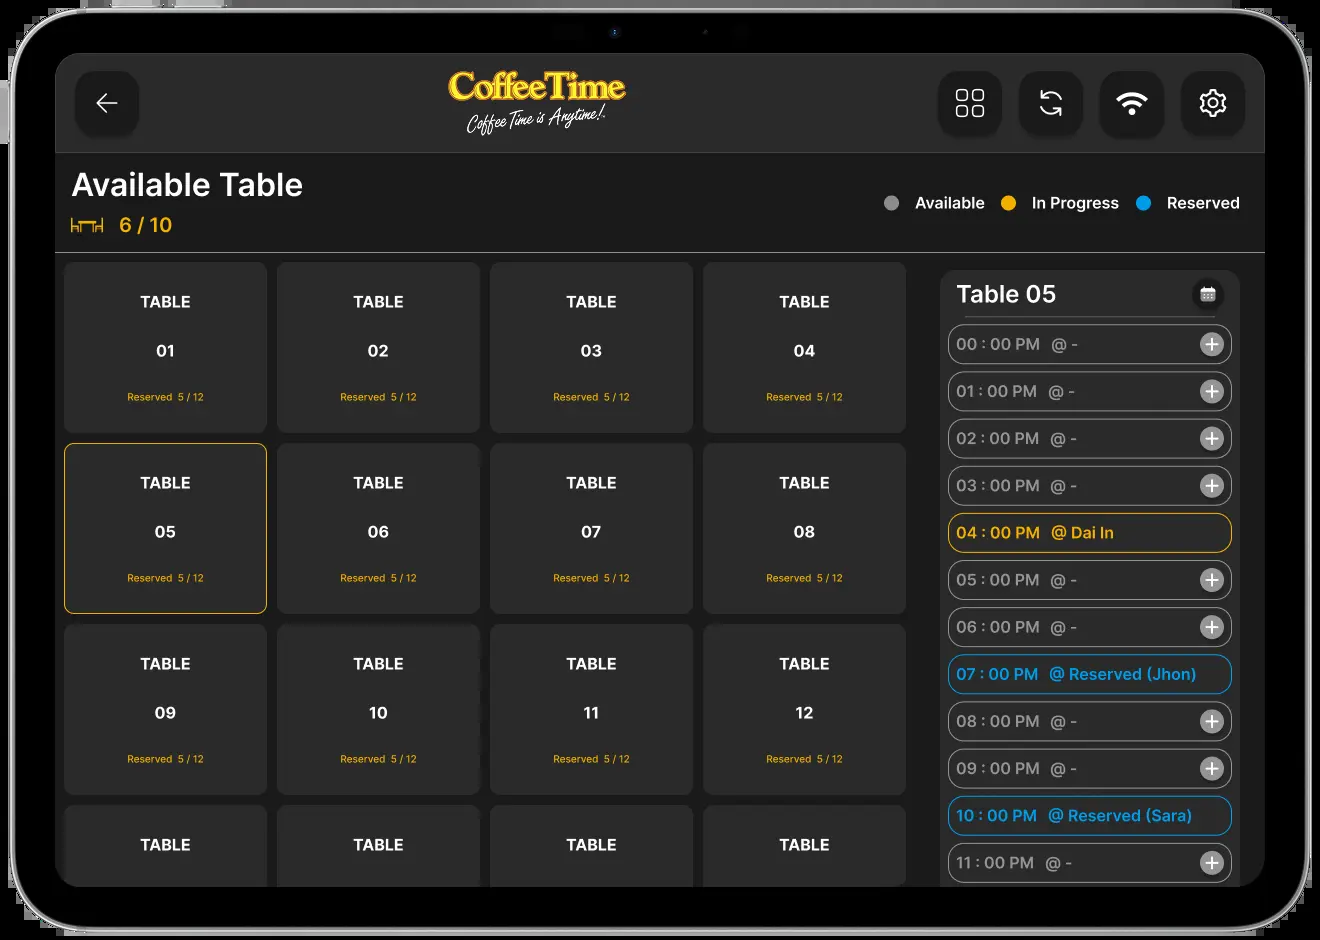 CoffeeTime
Coffee Time is Anytime!
Available Table
6 / 10
Available In Progress Reserved
TABLE
01
Reserved 5 / 12
TABLE
02
Reserved 5 / 12
TABLE
03
Reserved 5 / 12
TABLE
04
Reserved 5 / 12
TABLE
05
Reserved 5 / 12
TABLE
06
Reserved 5 / 12
TABLE
07
Reserved 5 / 12
TABLE
08
Reserved 5 / 12
TABLE
09
Reserved 5 / 12
TABLE
10
Reserved 5 / 12
TABLE
11
Reserved 5 / 12
TABLE
12
Reserved 5 / 12
TABLE
TABLE
TABLE
TABLE
Table 05
00 : 00 PM @ -
01 : 00 PM @ -
02 : 00 PM @ -
03 : 00 PM @ -
04 : 00 PM @ Dai In
05 : 00 PM @ -
06 : 00 PM @ -
07 : 00 PM @ Reserved (Jhon)
08 : 00 PM @ -
09 : 00 PM @ -
10 : 00 PM @ Reserved (Sara)
11 : 00 PM @ -